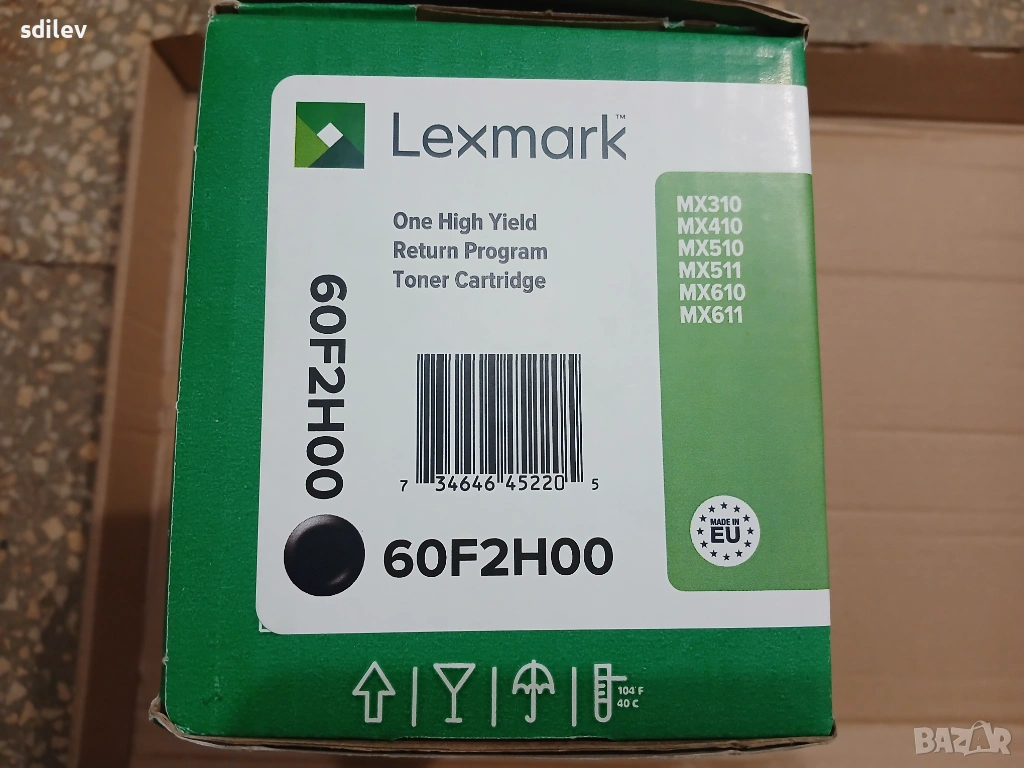 sdilev
Lexmark™
One High Yield
Return Program
Toner Cartridge
MX310
MX410
MX510
MX511
MX610
MX611
60F2H00
7 34646 45220 5
60F2H00
MADE IN
EU
104 F
40 C
BAZAR